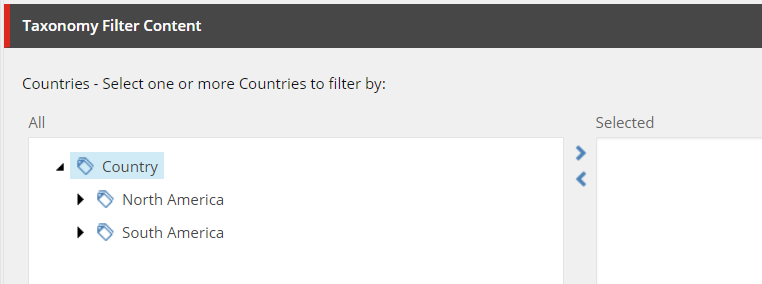 Taxonomy Filter Content
Countries - Select one or more Countries to filter by:
All
Selected
Country
North America
South America